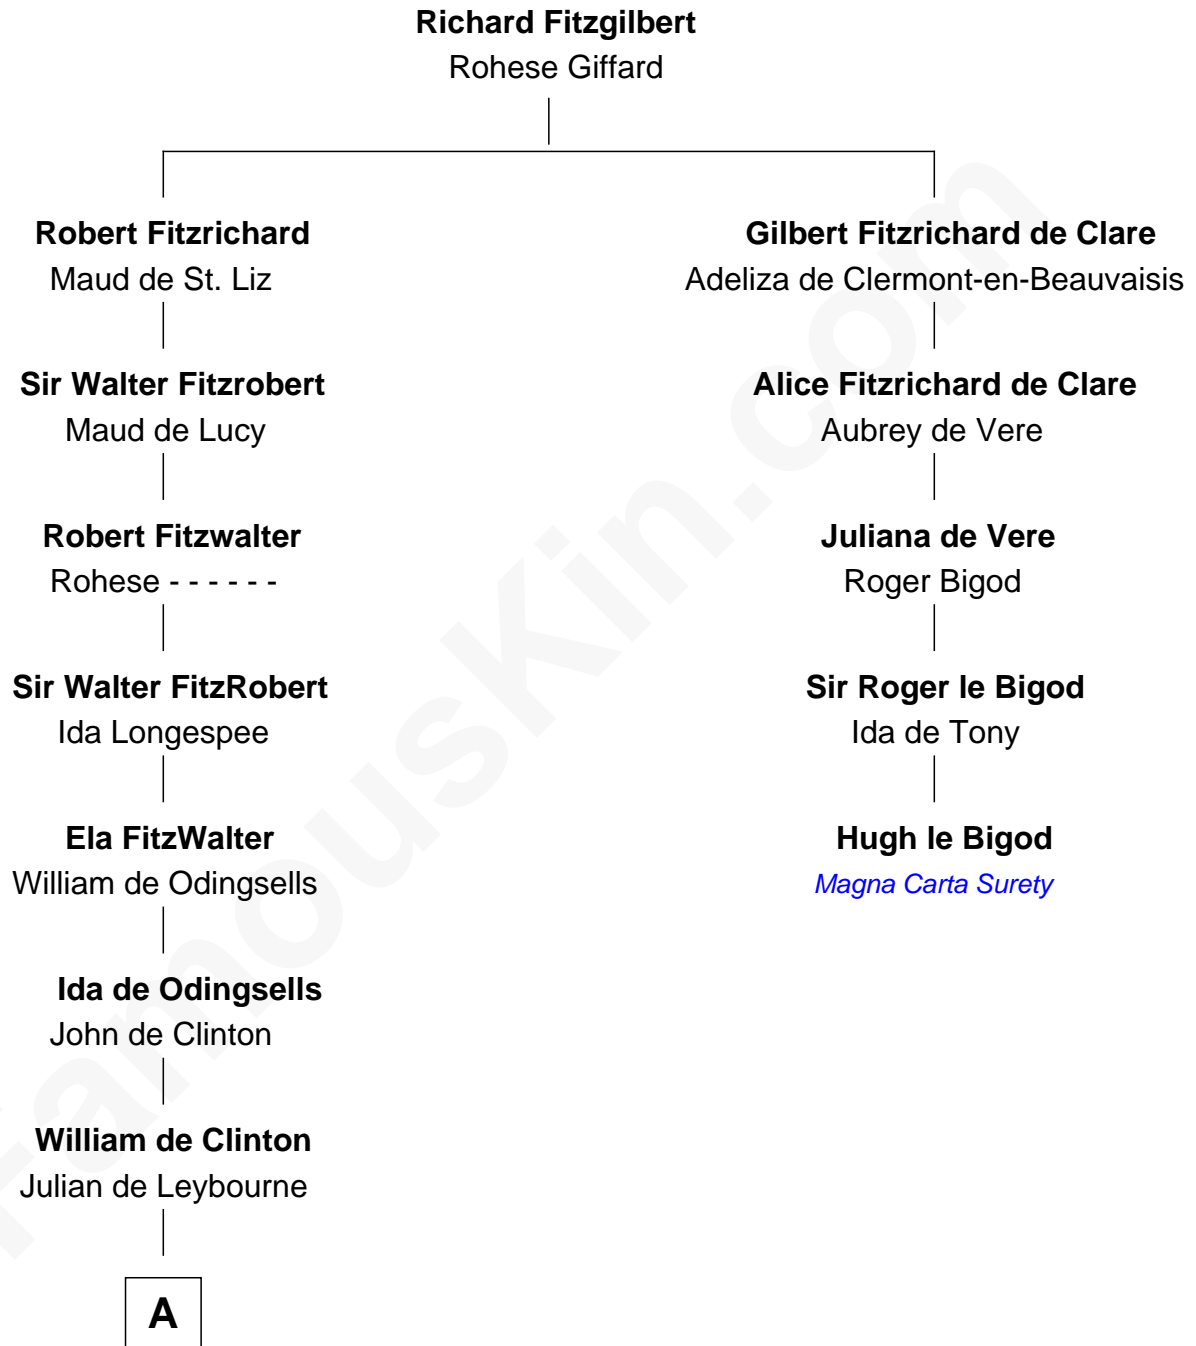 Richard Fitzgilbert
Rohese Giffard
Robert Fitzrichard
Maud de St. Liz
Gilbert Fitzrichard de Clare
Adeliza de Clermont-en-Beauvaisis
Sir Walter Fitzrobert
Maud de Lucy
Alice Fitzrichard de Clare
Aubrey de Vere
Robert Fitzwalter
Rohese - - - - - -
Juliana de Vere
Roger Bigod
Sir Walter FitzRobert
Ida Longespee
Sir Roger le Bigod
Ida de Tony
Ela FitzWalter
William de Odingsells
Hugh le Bigod
Magna Carta Surety
Ida de Odingsells
John de Clinton
William de Clinton
Julian de Leybourne
A
FamousKin.com